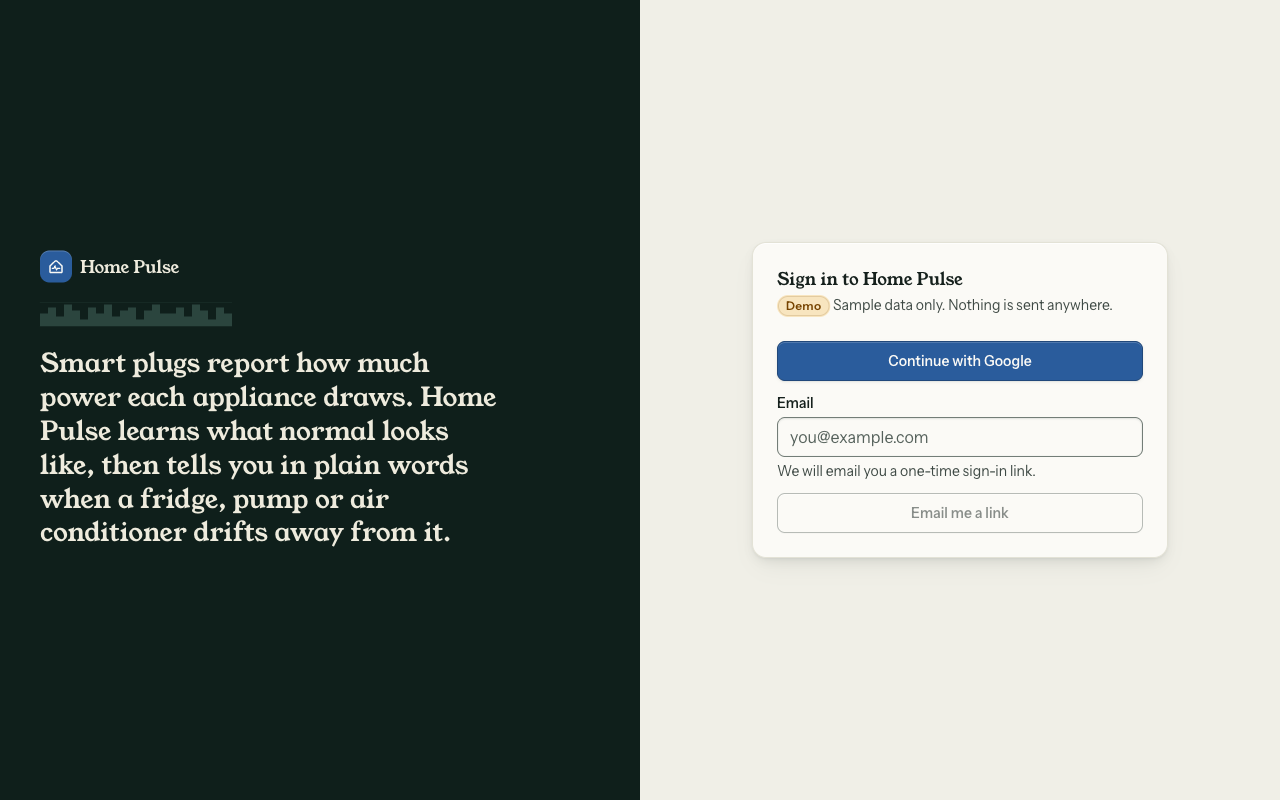 Home Pulse
Smart plugs report how much
power each appliance draws. Home
Pulse learns what normal looks
like, then tells you in plain words
when a fridge, pump or air
conditioner drifts away from it.
Sign in to Home Pulse
Demo Sample data only. Nothing is sent anywhere.
Continue with Google
Email
you@example.com
We will email you a one-time sign-in link.
Email me a link